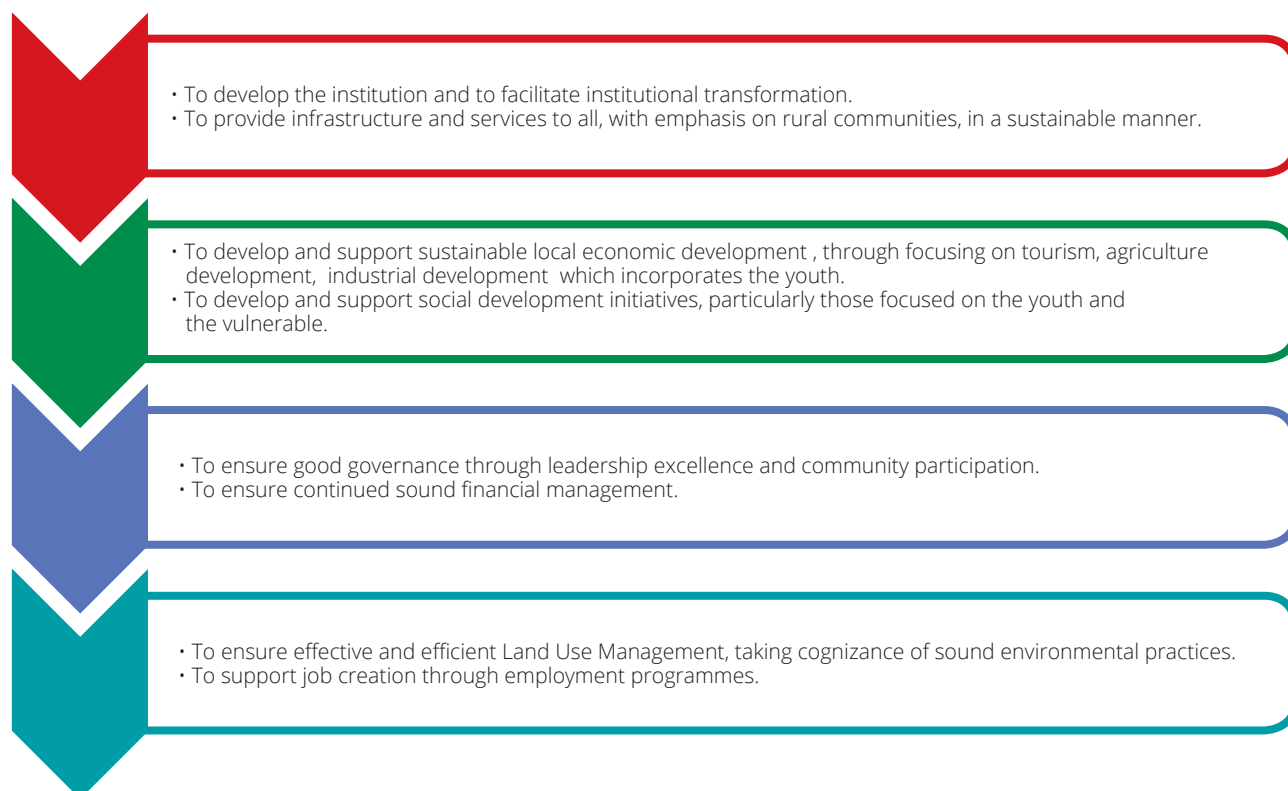 • To develop the institution and to facilitate institutional transformation.
• To provide infrastructure and services to all, with emphasis on rural communities, in a sustainable manner.
• To develop and support sustainable local economic development , through focusing on tourism, agriculture
development, industrial development which incorporates the youth.
• To develop and support social development initiatives, particularly those focused on the youth and
the vulnerable.
• To ensure good governance through leadership excellence and community participation.
• To ensure continued sound financial management.
• To ensure effective and efficient Land Use Management, taking cognizance of sound environmental practices.
• To support job creation through employment programmes.